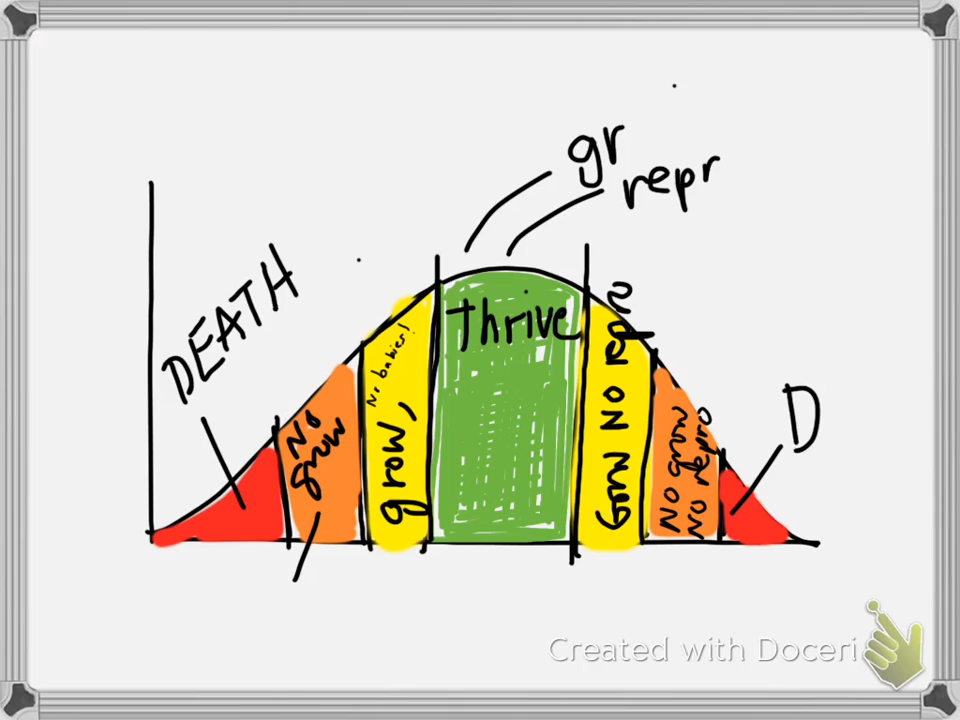 gr
repr
DEATH
thrive
No babies!
grow,
No
grow
Grow No repro
No grow
No repro
D
Created with Doceri